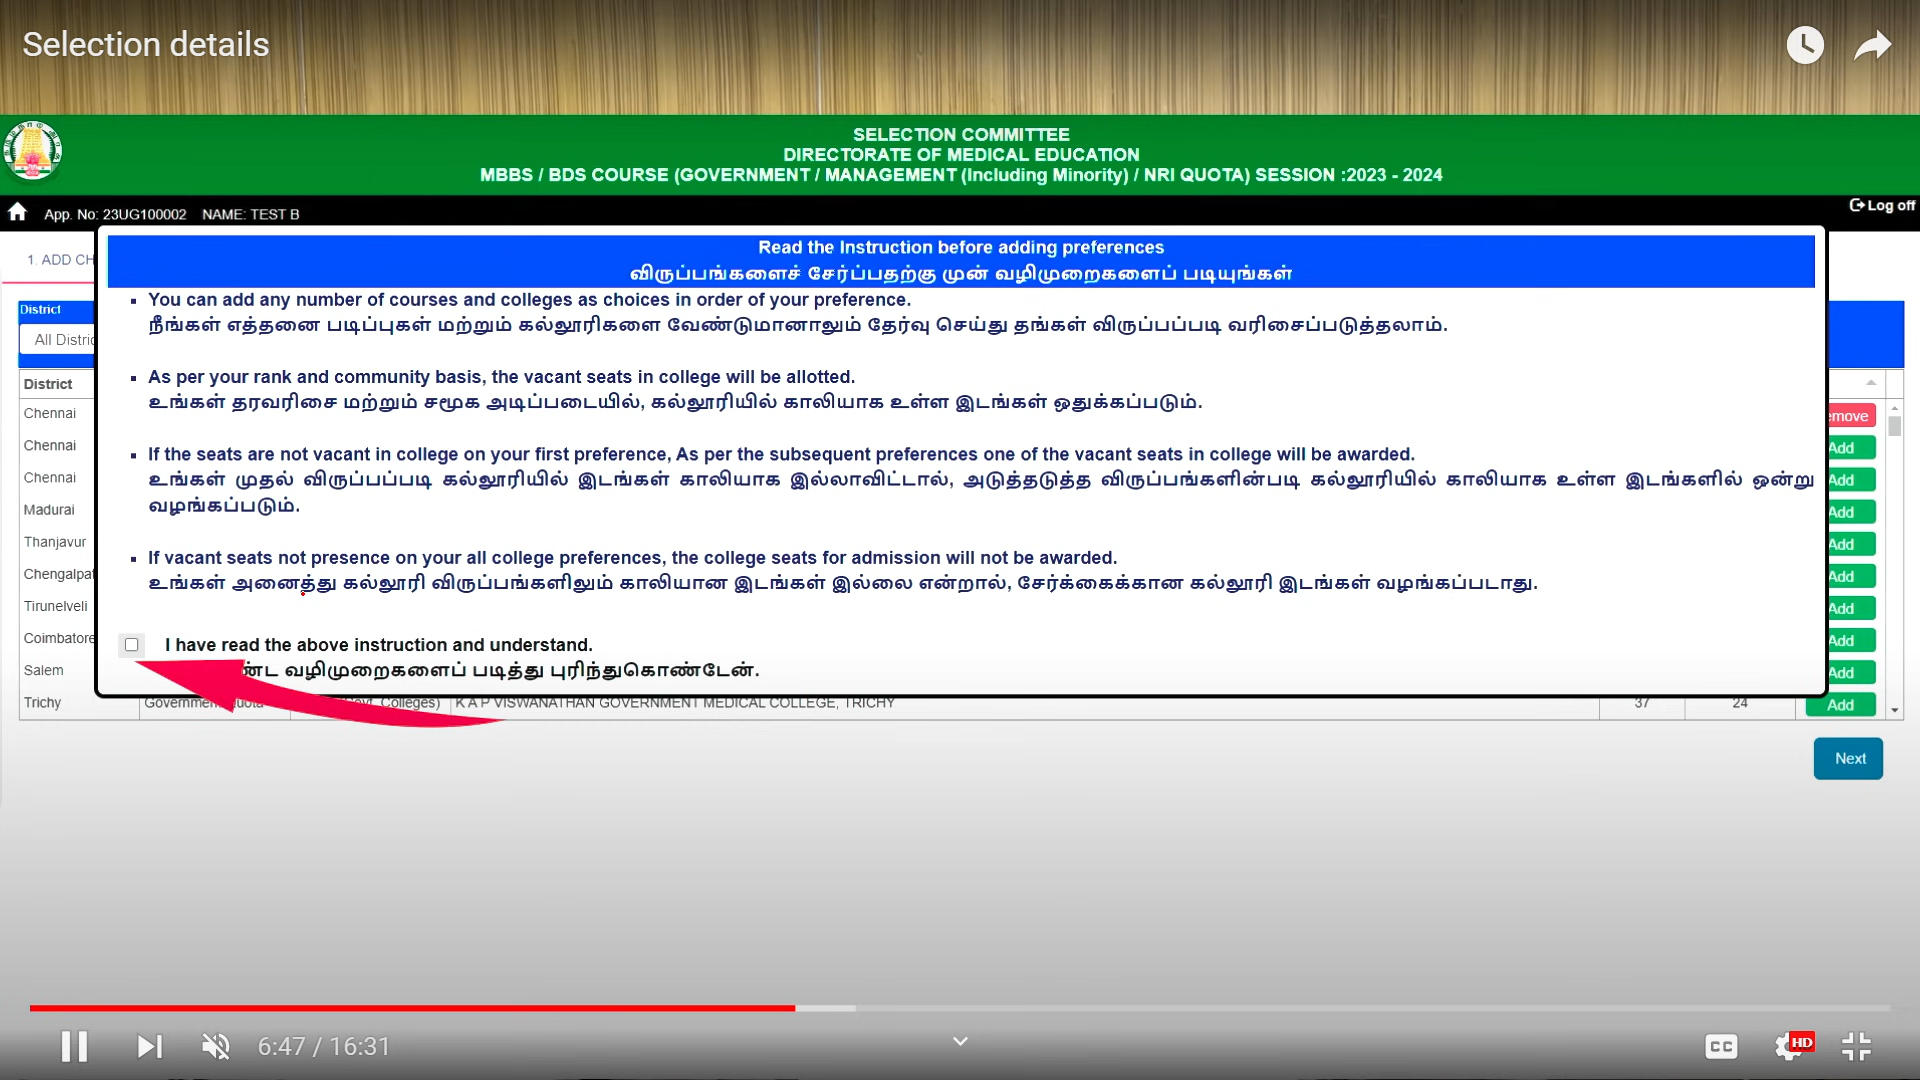 Selection details
SELECTION COMMITTEE
DIRECTORATE OF MEDICAL EDUCATION
MBBS / BDS COURSE (GOVERNMENT / MANAGEMENT (Including Minority) / NRI QUOTA) SESSION :2023 - 2024
App. No: 23UG100002 NAME: TEST B
Log off
1. ADD CH
Read the Instruction before adding preferences
விருப்பங்களைச் சேர்ப்பதற்கு முன் வழிமுறைகளைப் படியுங்கள்
▪ You can add any number of courses and colleges as choices in order of your preference.
நீங்கள் எத்தனை படிப்புகள் மற்றும் கல்லூரிகளை வேண்டுமானாலும் தேர்வு செய்து தங்கள் விருப்பப்படி வரிசைப்படுத்தலாம்.
▪ As per your rank and community basis, the vacant seats in college will be allotted.
உங்கள் தரவரிசை மற்றும் சமூக அடிப்படையில், கல்லூரியில் காலியாக உள்ள இடங்கள் ஒதுக்கப்படும்.
▪ If the seats are not vacant in college on your first preference, As per the subsequent preferences one of the vacant seats in college will be awarded.
உங்கள் முதல் விருப்பப்படி கல்லூரியில் இடங்கள் காலியாக இல்லாவிட்டால், அடுத்தடுத்த விருப்பங்களின்படி கல்லூரியில் காலியாக உள்ள இடங்களில் ஒன்று
வழங்கப்படும்.
▪ If vacant seats not presence on your all college preferences, the college seats for admission will not be awarded.
உங்கள் அனைத்து கல்லூரி விருப்பங்களிலும் காலியான இடங்கள் இல்லை என்றால், சேர்க்கைக்கான கல்லூரி இடங்கள் வழங்கப்படாது.
I have read the above instruction and understand.
வழிமுறைகளைப் படித்து புரிந்துகொண்டேன்.
District
All Distric
District
Chennai emove
Chennai Add
Chennai Add
Madurai Add
Thanjavur Add
Chengalpat Add
Tirunelveli Add
Coimbatore Add
Salem Add
Trichy Colleges) K A P VISWANATHAN GOVERNMENT MEDICAL COLLEGE, TRICHY 37 24 Add
Next
6:47 / 16:31
CC
HD